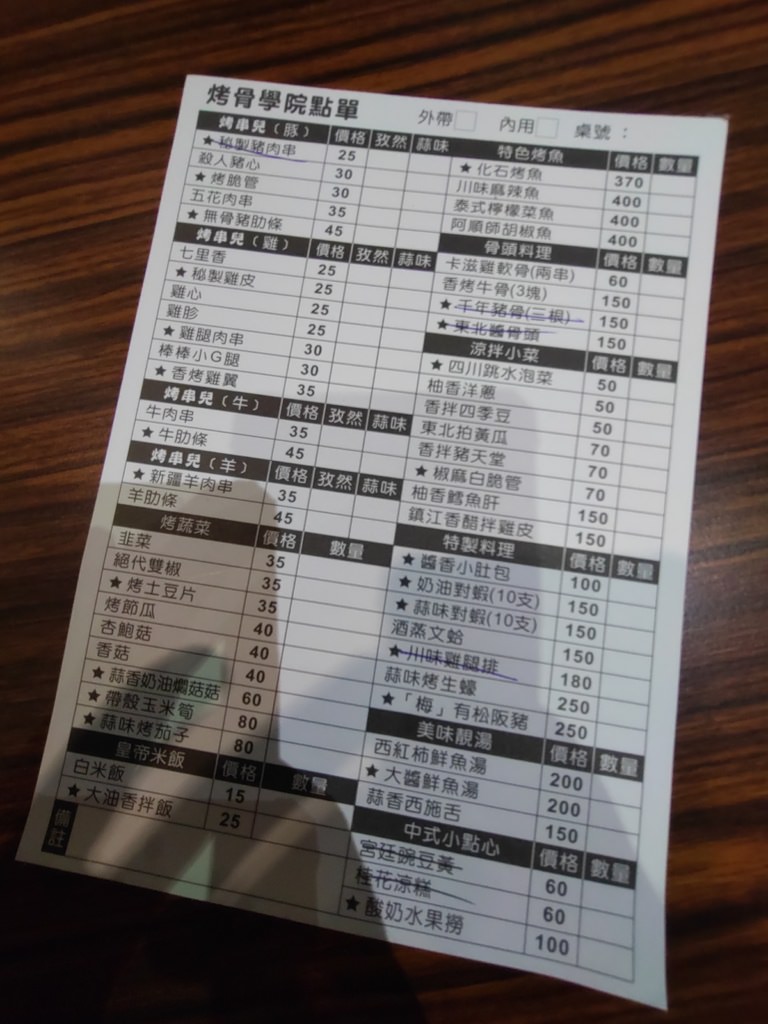 烤骨學院點單
外帶 內用 桌號：
烤串兒（豚） 價格 孜然 蒜味
★秘製豬肉串 25
殺人豬心 30
★烤脆管 30
五花肉串 35
★無骨豬肋條 45
烤串兒（雞） 價格 孜然 蒜味
七里香 25
★秘製雞皮 25
雞心 25
雞胗 25
★雞腿肉串 30
棒棒小G腿 30
★香烤雞翼 35
烤串兒（牛） 價格 孜然 蒜味
牛肉串 35
★牛肋條 45
烤串兒（羊） 價格 孜然 蒜味
★新疆羊肉串 35
羊肋條 45
烤蔬菜 價格 數量
韭菜 35
絕代雙椒 35
★烤土豆片 35
烤節瓜 40
杏鮑菇 40
香菇 40
★蒜香奶油燜菇菇 60
★帶殼玉米筍 80
★蒜味烤茄子 80
皇帝米飯 價格 數量
白米飯 15
★大油香拌飯 25
備註
特色烤魚 價格 數量
★化石烤魚 370
川味麻辣魚 400
泰式檸檬菜魚 400
阿順師胡椒魚 400
骨頭料理 價格 數量
卡滋雞軟骨(兩串) 60
香烤牛骨(3塊) 150
★千年豬骨(三根) 150
★東北醬骨頭 150
涼拌小菜 價格 數量
★四川跳水泡菜 50
柚香洋蔥 50
香拌四季豆 50
東北拍黃瓜 70
香拌豬天堂 70
★椒麻白脆管 70
柚香鱈魚肝 150
鎮江香醋拌雞皮 150
特製料理 價格 數量
★醬香小肚包 100
★奶油對蝦(10支) 150
★蒜味對蝦(10支) 150
酒蒸文蛤 150
★川味雞腿排 180
蒜味烤生蠔 250
★「梅」有松阪豬 250
美味靚湯 價格 數量
西紅柿鮮魚湯 200
★大醬鮮魚湯 200
蒜香西施舌 150
中式小點心 價格 數量
宮廷豌豆黃 60
桂花涼糕 60
★酸奶水果撈 100